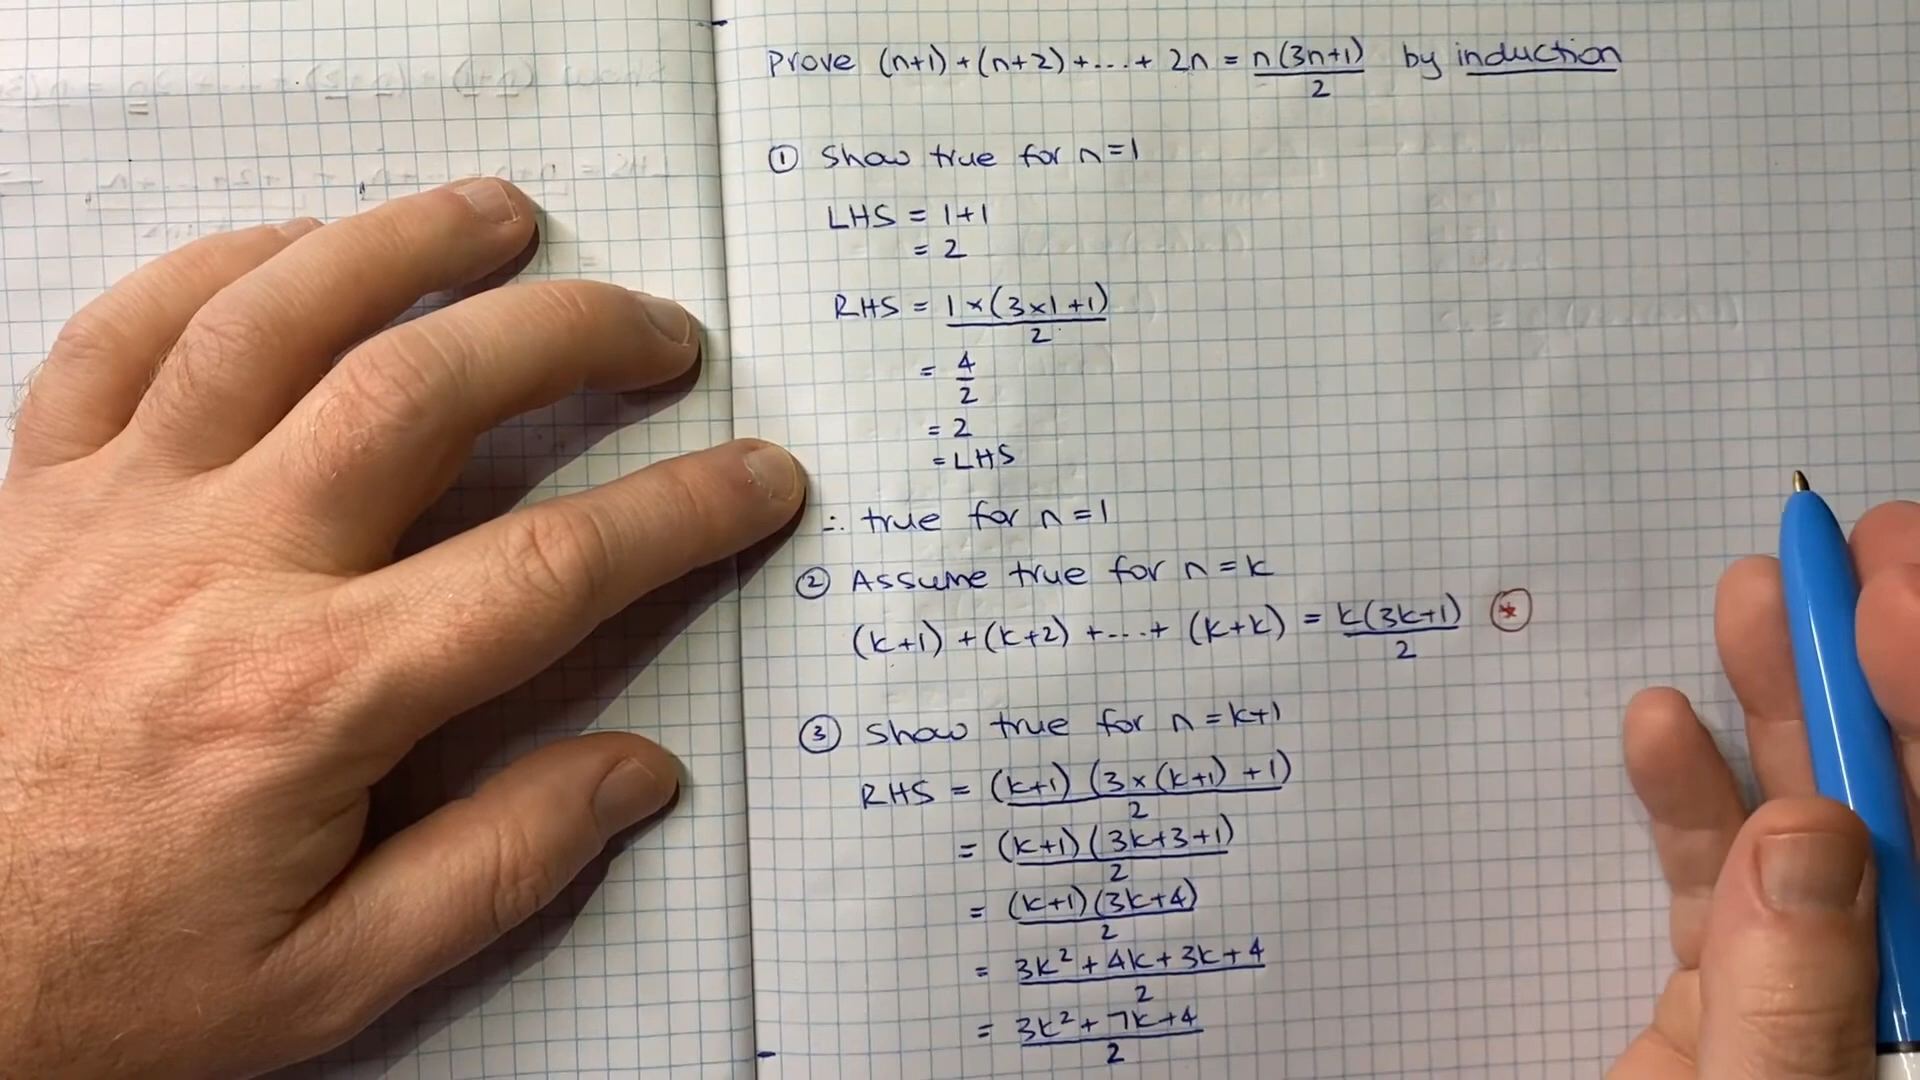 Prove (n+1) + (n+2) + ... + 2n = n(3n+1)/2 by induction
① Show true for n=1
LHS = 1+1
= 2
RHS = 1×(3×1+1)/2
= 4/2
= 2
= LHS
∴ true for n=1
② Assume true for n=k
(k+1) + (k+2) + ... + (k+k) = k(3k+1)/2 ⊛
③ Show true for n=k+1
RHS = (k+1)(3×(k+1)+1)/2
= (k+1)(3k+3+1)/2
= (k+1)(3k+4)/2
= 3k²+4k+3k+4/2
= 3k²+7k+4/2